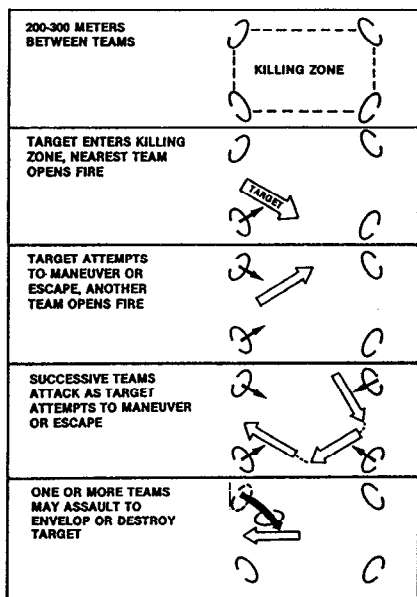 200-300 METERS
BETWEEN TEAMS
KILLING ZONE
TARGET ENTERS KILLING
ZONE, NEAREST TEAM
OPENS FIRE
TARGET
TARGET ATTEMPTS
TO MANEUVER OR
ESCAPE, ANOTHER
TEAM OPENS FIRE
SUCCESSIVE TEAMS
ATTACK AS TARGET
ATTEMPTS TO MANEUVER
OR ESCAPE
ONE OR MORE TEAMS
MAY ASSAULT TO
ENVELOP OR DESTROY
TARGET